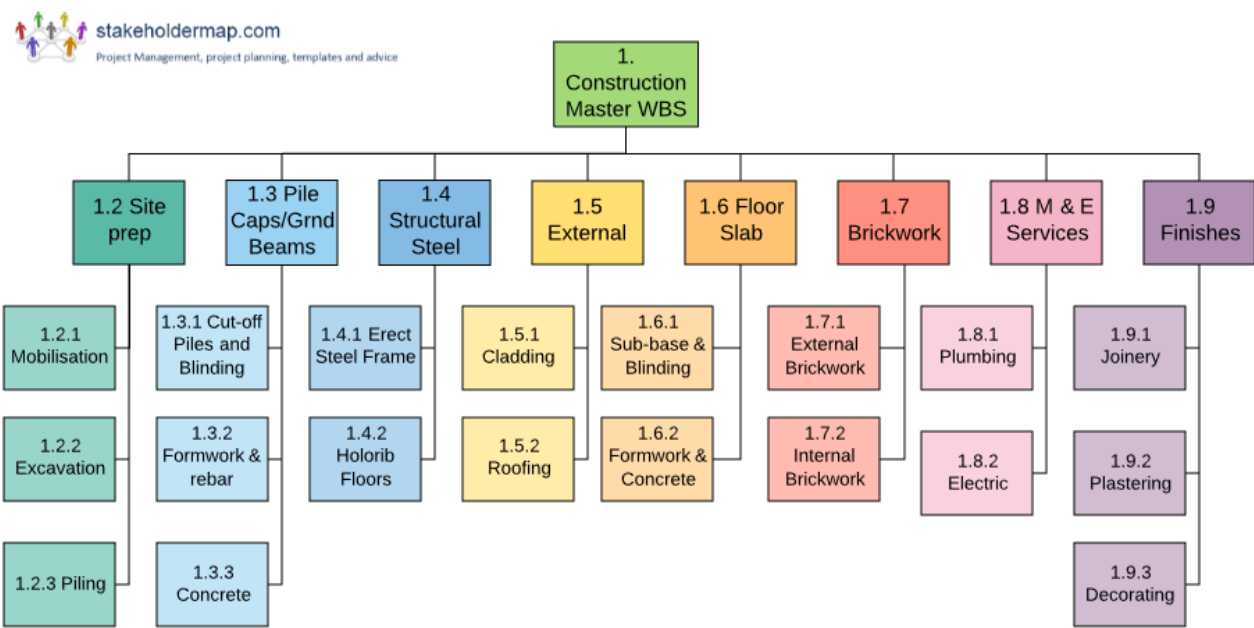 stakeholdermap.com
Project Management, project planning, templates and advice
1.
Construction
Master WBS
1.2 Site
prep
1.3 Pile
Caps/Grnd
Beams
1.4
Structural
Steel
1.5
External
1.6 Floor
Slab
1.7
Brickwork
1.8 M & E
Services
1.9
Finishes
1.2.1
Mobilisation
1.3.1 Cut-off
Piles and
Blinding
1.4.1 Erect
Steel Frame
1.5.1
Cladding
1.6.1
Sub-base &
Blinding
1.7.1
External
Brickwork
1.8.1
Plumbing
1.9.1
Joinery
1.2.2
Excavation
1.3.2
Formwork &
rebar
1.4.2
Holorib
Floors
1.5.2
Roofing
1.6.2
Formwork &
Concrete
1.7.2
Internal
Brickwork
1.8.2
Electric
1.9.2
Plastering
1.2.3 Piling
1.3.3
Concrete
1.9.3
Decorating